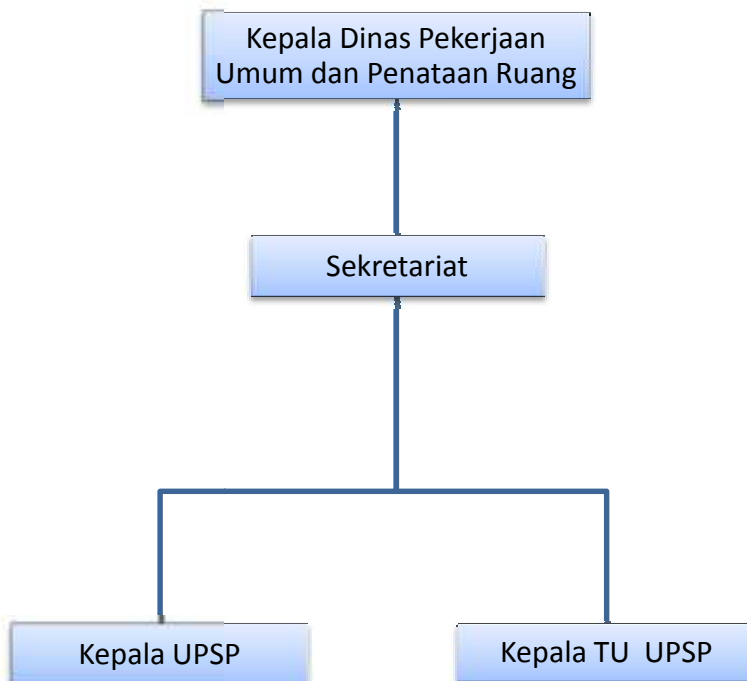 Kepala Dinas Pekerjaan
Umum dan Penataan Ruang
Sekretariat
Kepala UPSP
Kepala TU UPSP